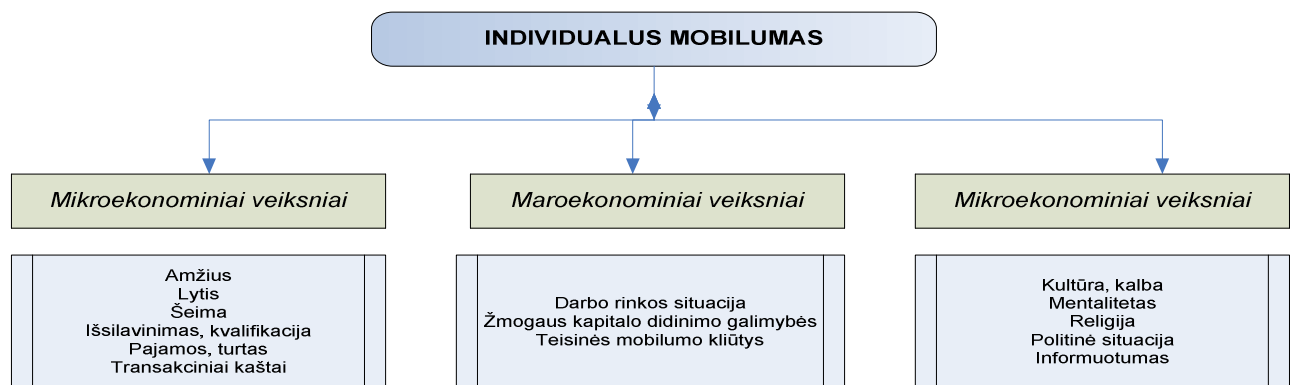 INDIVIDUALUS MOBILUMAS
Mikroekonominiai veiksniai
Maroekonominiai veiksniai
Mikroekonominiai veiksniai
Amžius
Lytis
Šeima
Išsilavinimas, kvalifikacija
Pajamos, turtas
Transakciniai kaštai
Darbo rinkos situacija
Žmogaus kapitalo didinimo galimybės
Teisinės mobilumo kliūtys
Kultūra, kalba
Mentalitetas
Religija
Politinė situacija
Informuotumas